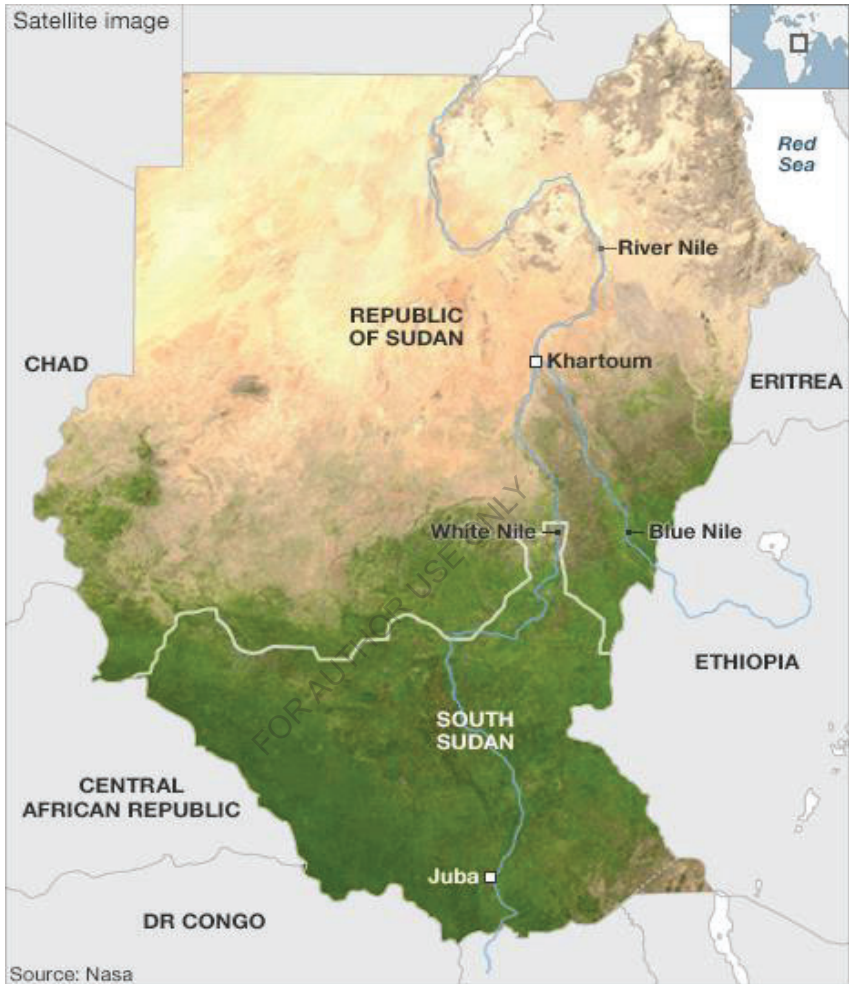 Satellite image
Red
Sea
River Nile
REPUBLIC
OF SUDAN
Khartoum
CHAD
ERITREA
White Nile
Blue Nile
ETHIOPIA
SOUTH
SUDAN
CENTRAL
AFRICAN REPUBLIC
Juba
DR CONGO
Source: Nasa
FOR AUTHOR USE ONLY